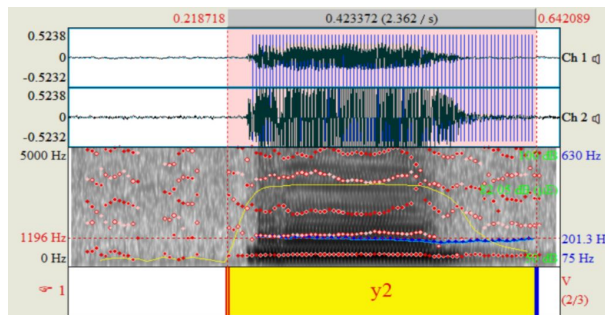 0.218718 0.423372 (2.362 / s) 0.642089
0.5238
0
-0.5232
Ch 1
0.5238
0
-0.5232
Ch 2
5000 Hz 630 Hz
1196 Hz 201.3 H
0 Hz 75 Hz
1 y2 V
(2/3)